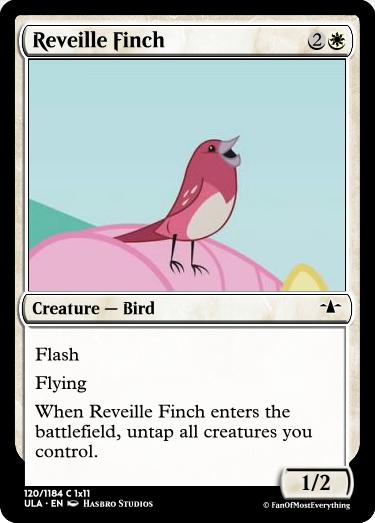 Reveille Finch 2
Creature — Bird
Flash
Flying
When Reveille Finch enters the
battlefield, untap all creatures you
control.
1/2
120/1184 C 1x11
ULA · EN Hasbro Studios
© FanOfMostEverything